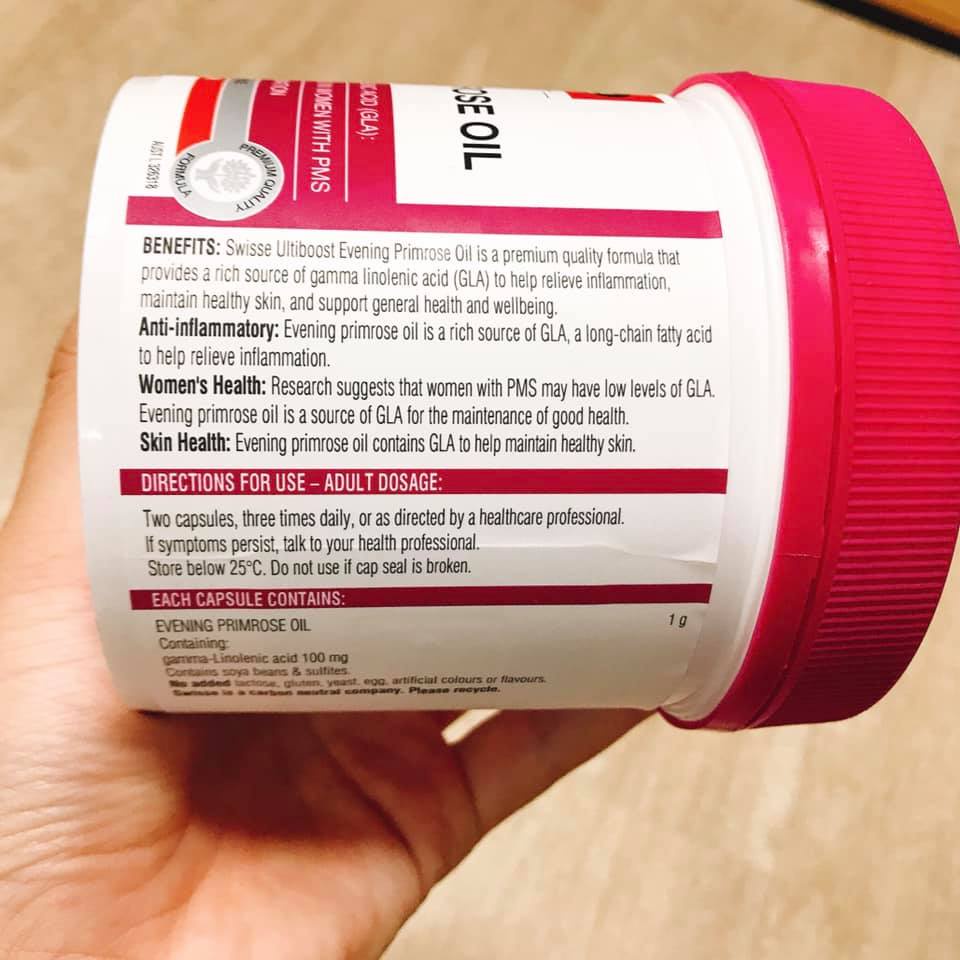 OSE OIL
ACID (GLA):
WOMEN WITH PMS
PREMIUM QUALITY
FORMULA
AUST L 326318
BENEFITS: Swisse Ultiboost Evening Primrose Oil is a premium quality formula that
provides a rich source of gamma linolenic acid (GLA) to help relieve inflammation,
maintain healthy skin, and support general health and wellbeing.
Anti-inflammatory: Evening primrose oil is a rich source of GLA, a long-chain fatty acid
to help relieve inflammation.
Women's Health: Research suggests that women with PMS may have low levels of GLA.
Evening primrose oil is a source of GLA for the maintenance of good health.
Skin Health: Evening primrose oil contains GLA to help maintain healthy skin.
DIRECTIONS FOR USE – ADULT DOSAGE:
Two capsules, three times daily, or as directed by a healthcare professional.
If symptoms persist, talk to your health professional.
Store below 25°C. Do not use if cap seal is broken.
EACH CAPSULE CONTAINS:
EVENING PRIMROSE OIL 1 g
Containing:
gamma-Linolenic acid 100 mg
Contains soya beans & sulfites.
No added lactose, gluten, yeast, egg, artificial colours or flavours.
Swisse is a carbon neutral company. Please recycle.